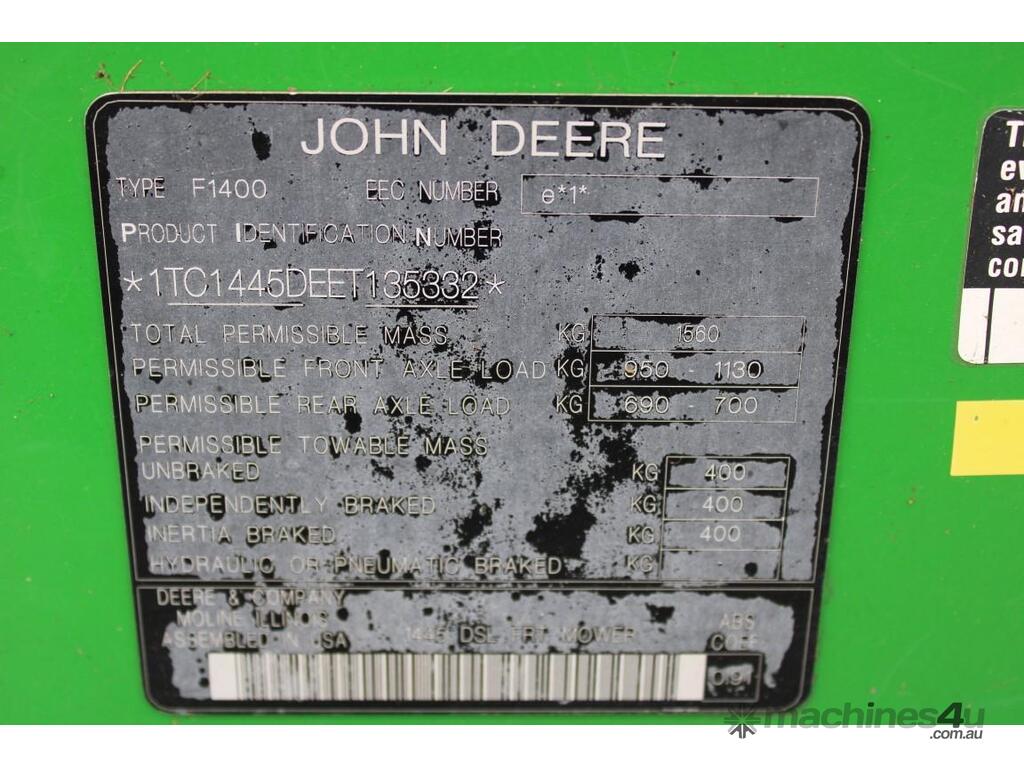 JOHN DEERE
TYPE F1400 EEC NUMBER e*1*
PRODUCT IDENTIFICATION NUMBER
*1TC1445DEET135332*
TOTAL PERMISSIBLE MASS KG 1560
PERMISSIBLE FRONT AXLE LOAD KG 950 - 1130
PERMISSIBLE REAR AXLE LOAD KG 690 - 700
PERMISSIBLE TOWABLE MASS
UNBRAKED KG 400
INDEPENDENTLY BRAKED KG 400
INERTIA BRAKED KG 400
HYDRAULIC OR PNEUMATIC BRAKED KG
DEERE & COMPANY
MOLINE ILLINOIS
ASSEMBLED IN USA 1445 DSL FRT MOWER ABS
COEF
0.91
machines4u
.com.au